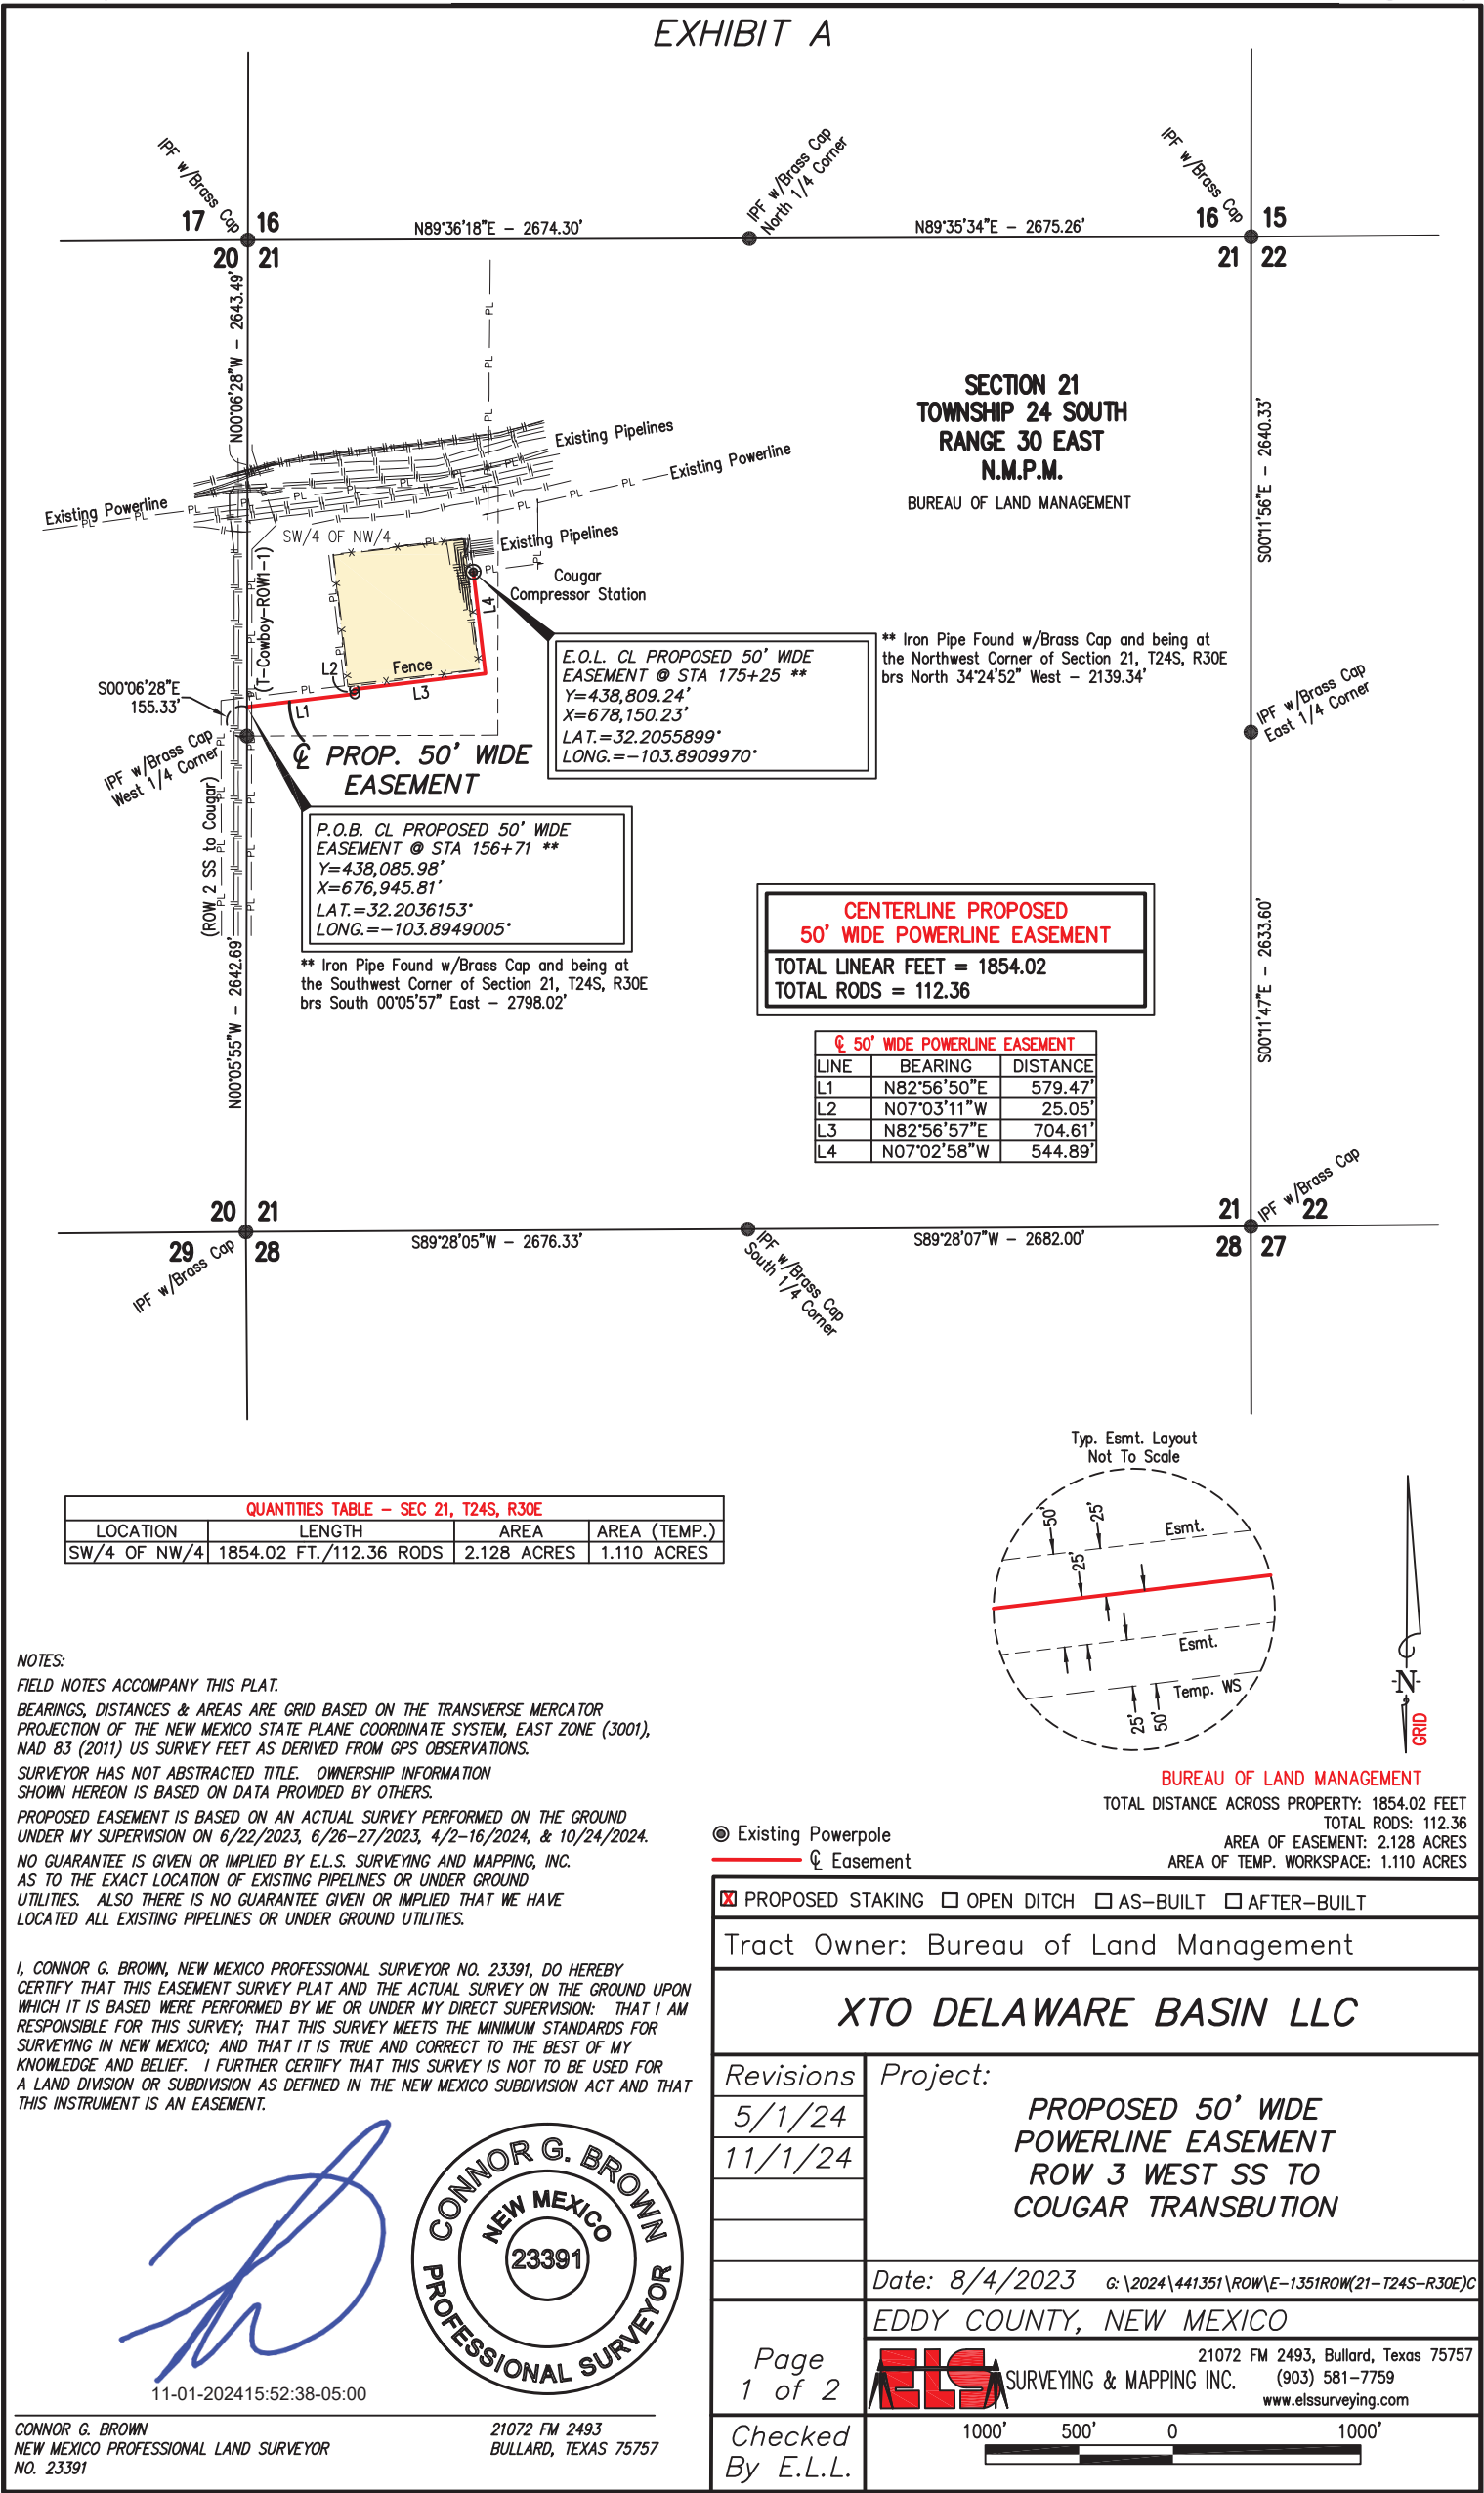 EXHIBIT A
IPF w/Brass Cap
17 16
20 21
N89°36'18"E - 2674.30'
IPF w/Brass Cap
North 1/4 Corner
N89°35'34"E - 2675.26'
IPF w/Brass Cap
16 15
21 22
N00°06'28"W - 2643.49'
SECTION 21
TOWNSHIP 24 SOUTH
RANGE 30 EAST
N.M.P.M.
BUREAU OF LAND MANAGEMENT
S00°11'56"E - 2640.33'
Existing Pipelines
Existing Powerline
Existing Powerline
SW/4 OF NW/4
Existing Pipelines
PL
Cougar
Compressor Station
(T-Cowboy-ROW1-1)
L4
L2
Fence
L3
L1
S00°06'28"E
155.33'
IPF w/Brass Cap
West 1/4 Corner
℄ PROP. 50' WIDE
EASEMENT
E.O.L. CL PROPOSED 50' WIDE
EASEMENT @ STA 175+25 **
Y=438,809.24'
X=678,150.23'
LAT.=32.2055899°
LONG.=-103.8909970°
** Iron Pipe Found w/Brass Cap and being at
the Northwest Corner of Section 21, T24S, R30E
brs North 34°24'52" West - 2139.34'
IPF w/Brass Cap
East 1/4 Corner
(ROW 2 SS to Cougar)
P.O.B. CL PROPOSED 50' WIDE
EASEMENT @ STA 156+71 **
Y=438,085.98'
X=676,945.81'
LAT.=32.2036153°
LONG.=-103.8949005°
** Iron Pipe Found w/Brass Cap and being at
the Southwest Corner of Section 21, T24S, R30E
brs South 00°05'57" East - 2798.02'
N00°05'55"W - 2642.69'
CENTERLINE PROPOSED
50' WIDE POWERLINE EASEMENT
TOTAL LINEAR FEET = 1854.02
TOTAL RODS = 112.36
S00°11'47"E - 2633.60'
℄ 50' WIDE POWERLINE EASEMENT
LINE BEARING DISTANCE
L1 N82°56'50"E 579.47'
L2 N07°03'11"W 25.05'
L3 N82°56'57"E 704.61'
L4 N07°02'58"W 544.89'
20 21
29 28
IPF w/Brass Cap
S89°28'05"W - 2676.33'
IPF w/Brass Cap
South 1/4 Corner
S89°28'07"W - 2682.00'
21 22
28 27
IPF w/Brass Cap
QUANTITIES TABLE - SEC 21, T24S, R30E
LOCATION LENGTH AREA AREA (TEMP.)
SW/4 OF NW/4 1854.02 FT./112.36 RODS 2.128 ACRES 1.110 ACRES
Typ. Esmt. Layout
Not To Scale
50' 25' Esmt.
25'
Esmt.
Temp. WS
25' 50'
-N-
GRID
NOTES:
FIELD NOTES ACCOMPANY THIS PLAT.
BEARINGS, DISTANCES & AREAS ARE GRID BASED ON THE TRANSVERSE MERCATOR
PROJECTION OF THE NEW MEXICO STATE PLANE COORDINATE SYSTEM, EAST ZONE (3001),
NAD 83 (2011) US SURVEY FEET AS DERIVED FROM GPS OBSERVATIONS.
SURVEYOR HAS NOT ABSTRACTED TITLE. OWNERSHIP INFORMATION
SHOWN HEREON IS BASED ON DATA PROVIDED BY OTHERS.
PROPOSED EASEMENT IS BASED ON AN ACTUAL SURVEY PERFORMED ON THE GROUND
UNDER MY SUPERVISION ON 6/22/2023, 6/26-27/2023, 4/2-16/2024, & 10/24/2024.
NO GUARANTEE IS GIVEN OR IMPLIED BY E.L.S. SURVEYING AND MAPPING, INC.
AS TO THE EXACT LOCATION OF EXISTING PIPELINES OR UNDER GROUND
UTILITIES. ALSO THERE IS NO GUARANTEE GIVEN OR IMPLIED THAT WE HAVE
LOCATED ALL EXISTING PIPELINES OR UNDER GROUND UTILITIES.
I, CONNOR G. BROWN, NEW MEXICO PROFESSIONAL SURVEYOR NO. 23391, DO HEREBY
CERTIFY THAT THIS EASEMENT SURVEY PLAT AND THE ACTUAL SURVEY ON THE GROUND UPON
WHICH IT IS BASED WERE PERFORMED BY ME OR UNDER MY DIRECT SUPERVISION: THAT I AM
RESPONSIBLE FOR THIS SURVEY; THAT THIS SURVEY MEETS THE MINIMUM STANDARDS FOR
SURVEYING IN NEW MEXICO; AND THAT IT IS TRUE AND CORRECT TO THE BEST OF MY
KNOWLEDGE AND BELIEF. I FURTHER CERTIFY THAT THIS SURVEY IS NOT TO BE USED FOR
A LAND DIVISION OR SUBDIVISION AS DEFINED IN THE NEW MEXICO SUBDIVISION ACT AND THAT
THIS INSTRUMENT IS AN EASEMENT.
CONNOR G. BROWN
NEW MEXICO
23391
PROFESSIONAL SURVEYOR
11-01-202415:52:38-05:00
CONNOR G. BROWN 21072 FM 2493
NEW MEXICO PROFESSIONAL LAND SURVEYOR BULLARD, TEXAS 75757
NO. 23391
BUREAU OF LAND MANAGEMENT
TOTAL DISTANCE ACROSS PROPERTY: 1854.02 FEET
TOTAL RODS: 112.36
AREA OF EASEMENT: 2.128 ACRES
AREA OF TEMP. WORKSPACE: 1.110 ACRES
Existing Powerpole
℄ Easement
X PROPOSED STAKING OPEN DITCH AS-BUILT AFTER-BUILT
Tract Owner: Bureau of Land Management
XTO DELAWARE BASIN LLC
Revisions
5/1/24
11/1/24
Project:
PROPOSED 50' WIDE
POWERLINE EASEMENT
ROW 3 WEST SS TO
COUGAR TRANSBUTION
Date: 8/4/2023 G:\2024\441351\ROW\E-1351ROW(21-T24S-R30E)C
EDDY COUNTY, NEW MEXICO
Page
1 of 2
ELS SURVEYING & MAPPING INC.
21072 FM 2493, Bullard, Texas 75757
(903) 581-7759
www.elssurveying.com
Checked
By E.L.L.
1000' 500' 0 1000'